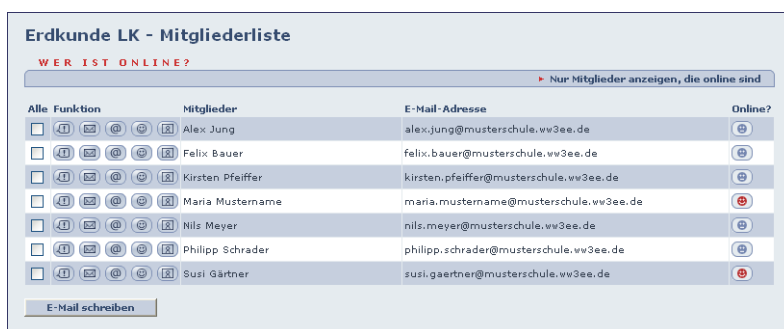 Erdkunde LK - Mitgliederliste
WER IST ONLINE?
Nur Mitglieder anzeigen, die online sind
Alle Funktion Mitglieder E-Mail-Adresse Online?
Alex Jung alex.jung@musterschule.ww3ee.de
Felix Bauer felix.bauer@musterschule.ww3ee.de
Kirsten Pfeiffer kirsten.pfeiffer@musterschule.ww3ee.de
Maria Mustername maria.mustername@musterschule.ww3ee.de
Nils Meyer nils.meyer@musterschule.ww3ee.de
Philipp Schrader philipp.schrader@musterschule.ww3ee.de
Susi Gärtner susi.gaertner@musterschule.ww3ee.de
E-Mail schreiben